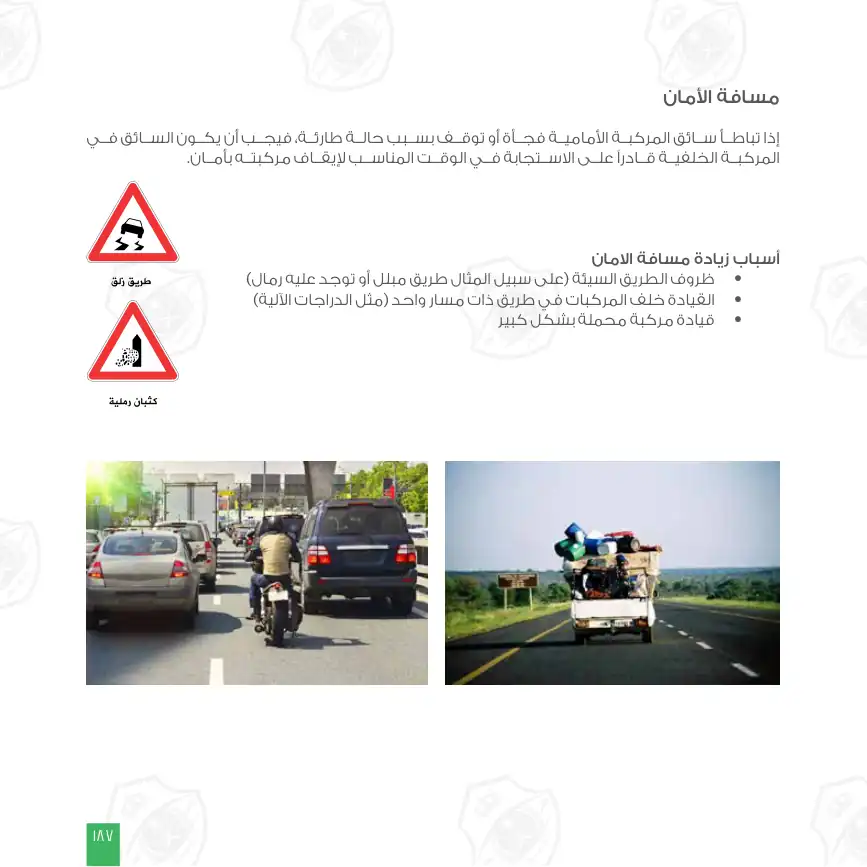 مسافة الأمان
إذا تباطأ سائق المركبة الأمامية فجأة أو توقف بسبب حالة طارئة، فيجب أن يكون السائق في
المركبة الخلفية قادراً على الاستجابة في الوقت المناسب لإيقاف مركبته بأمان.
أسباب زيادة مسافة الامان
• ظروف الطريق السيئة (على سبيل المثال طريق مبلل أو توجد عليه رمال)
• القيادة خلف المركبات في طريق ذات مسار واحد (مثل الدراجات الآلية)
• قيادة مركبة محملة بشكل كبير
طريق زلق
كثبان رملية
١٨٧